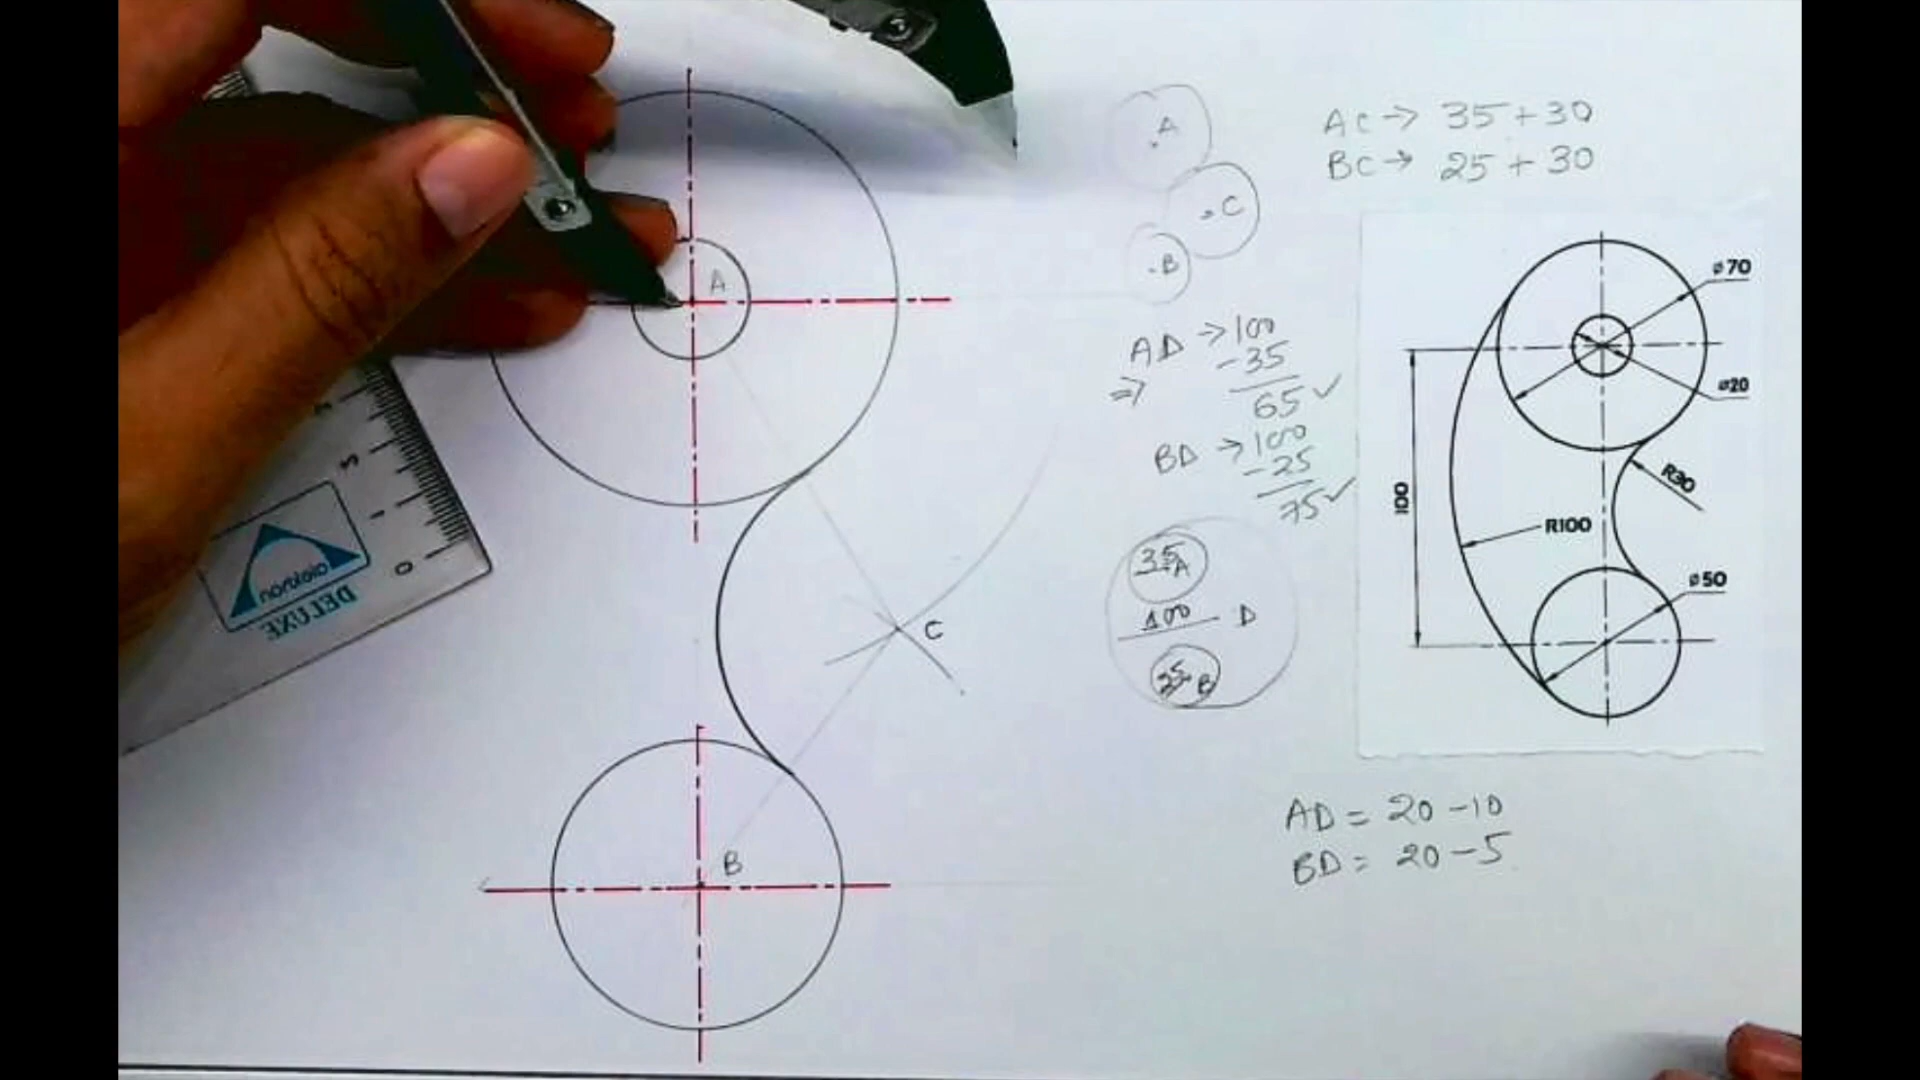 A
C
B
.A
.C
.B
AC → 35 + 30
BC → 25 + 30
AD → 100
⇒ -35
65 ✓
BD → 100
-25
75 ✓
35 A
100 D
25 B
ø70
ø20
R30
100
R100
ø50
AD = 20 - 10
BD = 20 - 5
0
DELUXE